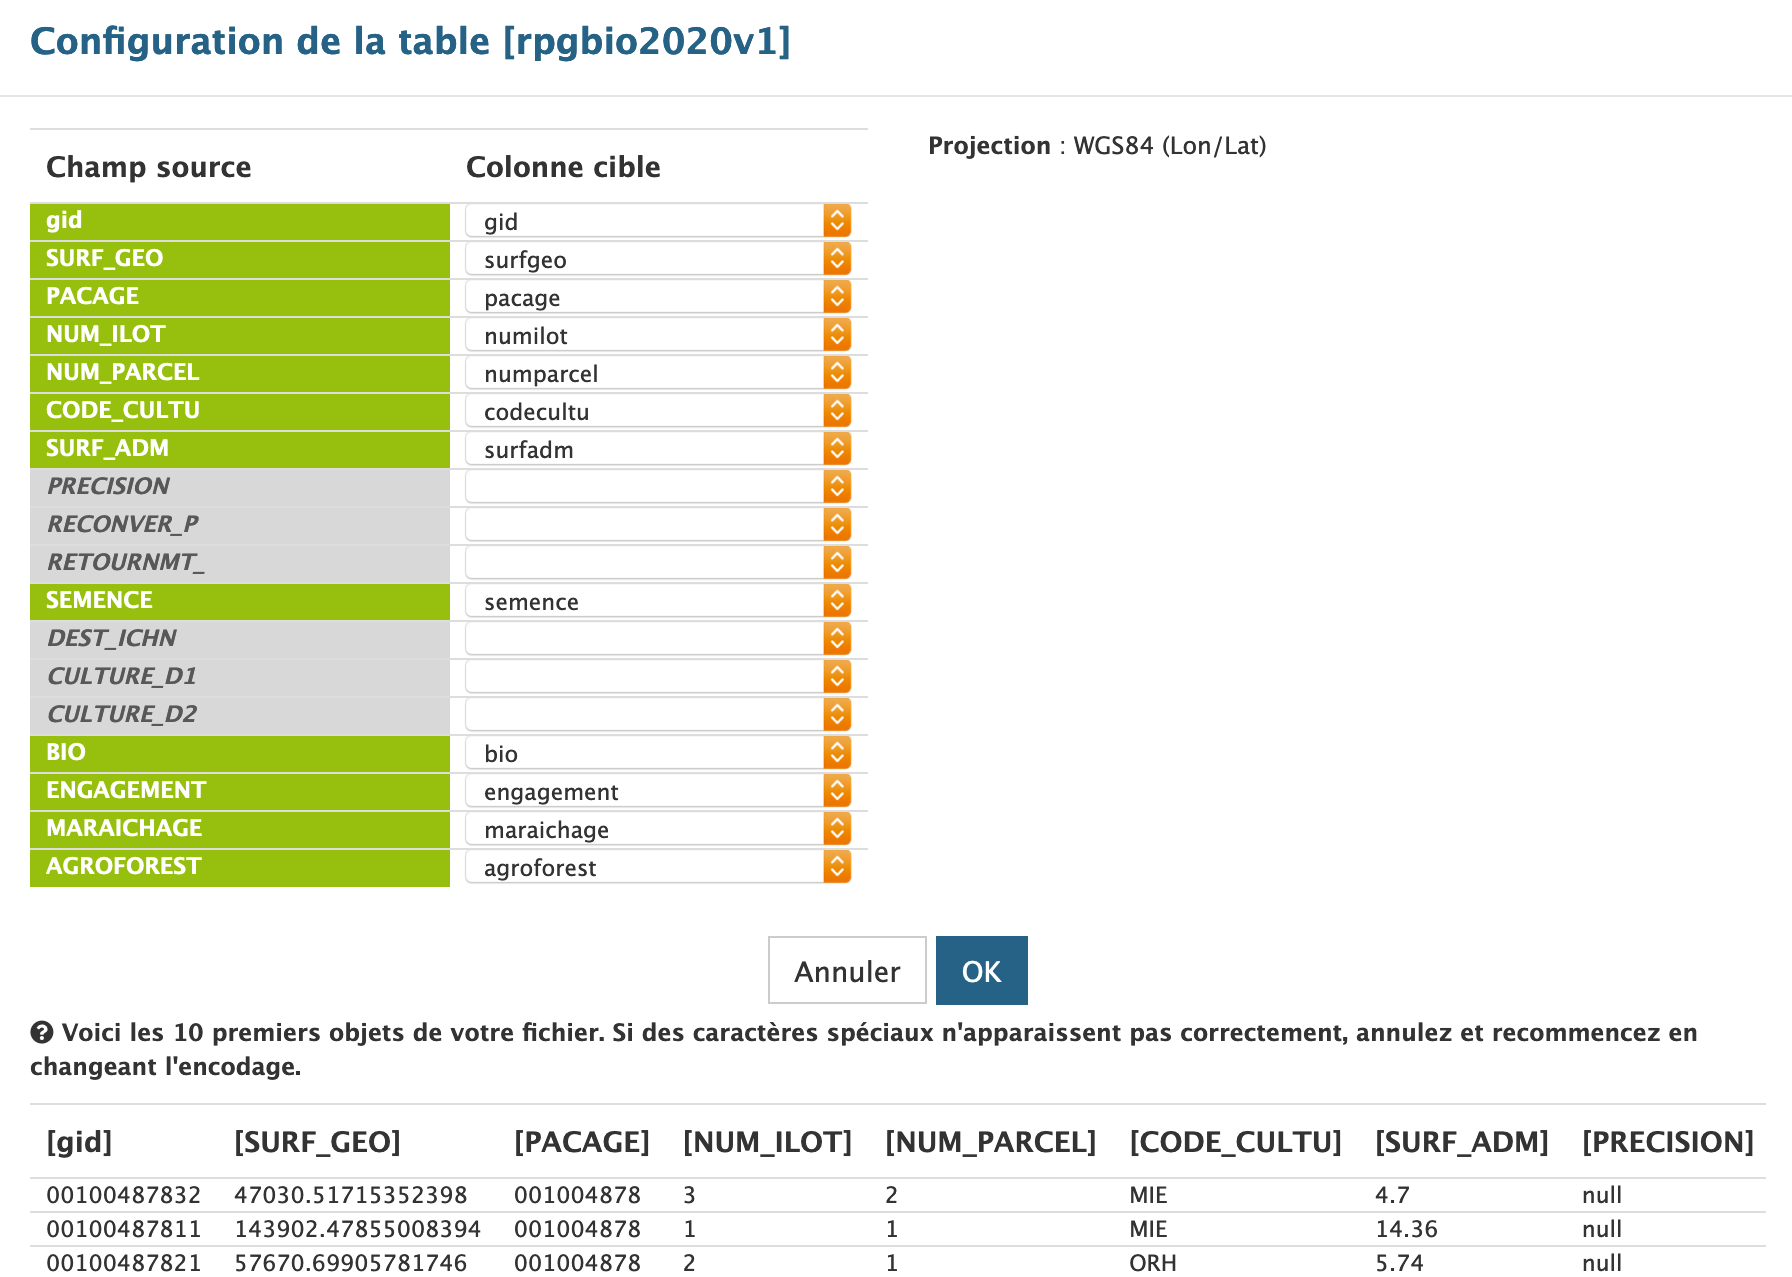 Configuration de la table [rpgbio2020v1]
Projection : WGS84 (Lon/Lat)
Champ source Colonne cible
gid gid
SURF_GEO surfgeo
PACAGE pacage
NUM_ILOT numilot
NUM_PARCEL numparcel
CODE_CULTU codecultu
SURF_ADM surfadm
PRECISION
RECONVER_P
RETOURNMT_
SEMENCE semence
DEST_ICHN
CULTURE_D1
CULTURE_D2
BIO bio
ENGAGEMENT engagement
MARAICHAGE maraichage
AGROFOREST agroforest
Annuler OK
? Voici les 10 premiers objets de votre fichier. Si des caractères spéciaux n'apparaissent pas correctement, annulez et recommencez en
changeant l'encodage.
[gid] [SURF_GEO] [PACAGE] [NUM_ILOT] [NUM_PARCEL] [CODE_CULTU] [SURF_ADM] [PRECISION]
00100487832 47030.51715352398 001004878 3 2 MIE 4.7 null
00100487811 143902.47855008394 001004878 1 1 MIE 14.36 null
00100487821 57670.69905781746 001004878 2 1 ORH 5.74 null